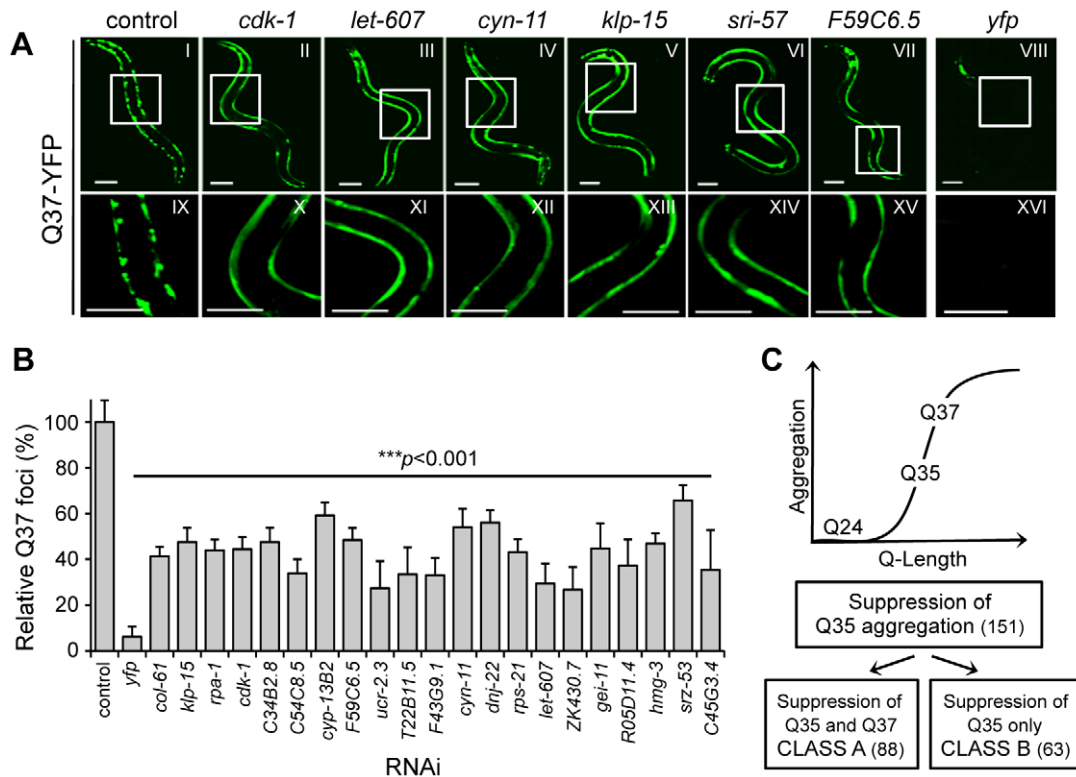 control cdk-1 let-607 cyn-11 klp-15 sri-57 F59C6.5 yfp
A
Q37-YFP
I II III IV V VI VII VIII
IX X XI XII XIII XIV XV XVI
B
Relative Q37 foci (%)
100
80
60
40
20
0
***p<0.001
control
yfp
col-61
klp-15
rpa-1
cdk-1
C34B2.8
C54C8.5
cyp-13B2
F59C6.5
ucr-2.3
T22B11.5
F43G9.1
cyn-11
dnj-22
rps-21
let-607
ZK430.7
gei-11
R05D11.4
hmg-3
srz-53
C45G3.4
RNAi
C
Aggregation
Q37
Q35
Q24
Q-Length
Suppression of
Q35 aggregation (151)
Suppression of
Q35 and Q37
CLASS A (88)
Suppression of
Q35 only
CLASS B (63)